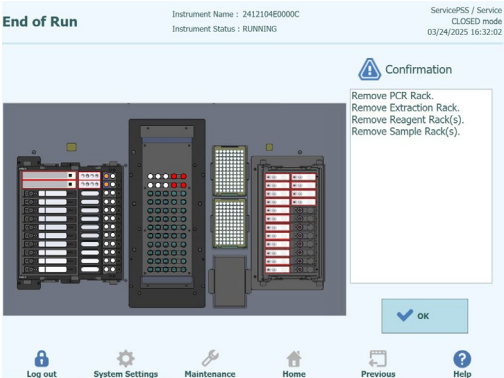 End of Run
Instrument Name : 2412104E0000C
Instrument Status : RUNNING
ServicePSS / Service
CLOSED mode
03/24/2025 16:32:02
Confirmation
Remove PCR Rack.
Remove Extraction Rack.
Remove Reagent Rack(s).
Remove Sample Rack(s).
OK
Log out
System Settings
Maintenance
Home
Previous
Help